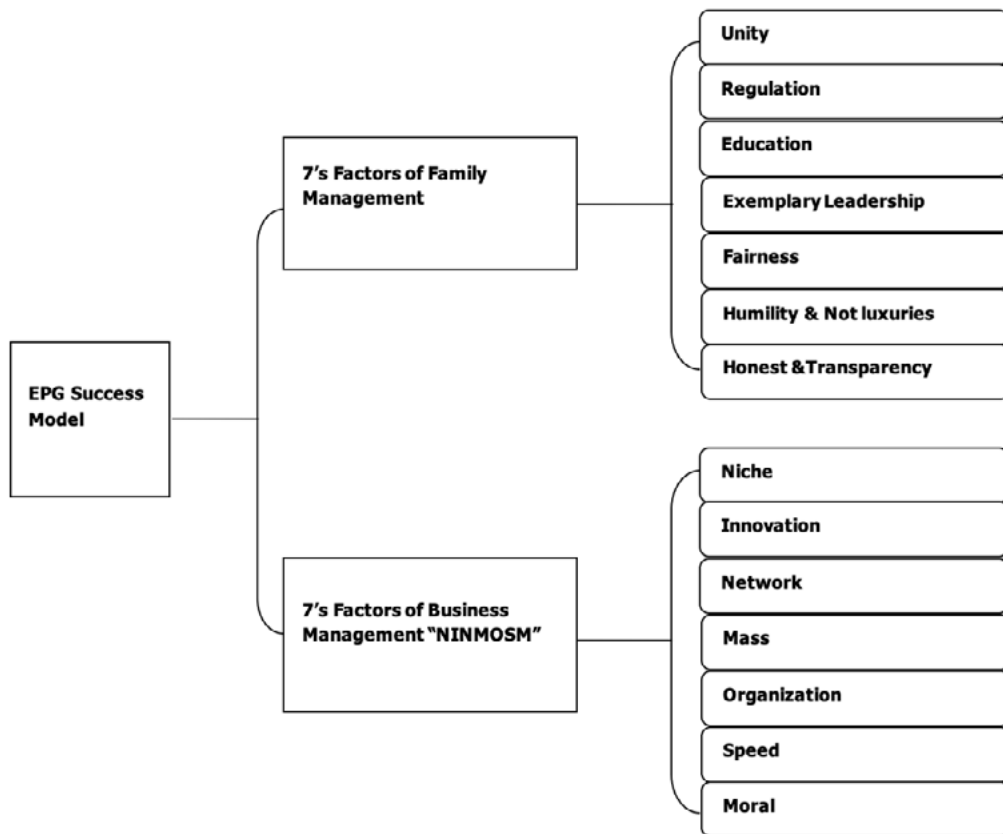 EPG Success
Model
7’s Factors of Family
Management
Unity
Regulation
Education
Exemplary Leadership
Fairness
Humility & Not luxuries
Honest &Transparency
7’s Factors of Business
Management “NINMOSM”
Niche
Innovation
Network
Mass
Organization
Speed
Moral